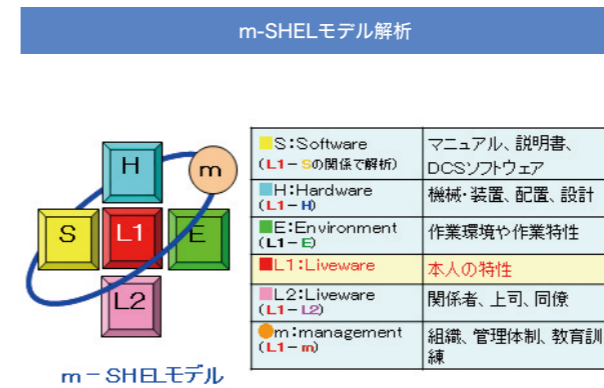 m-SHELモデル解析
H
m
S
L1
E
L2
m－SHELモデル
■S:Software
(L1－Sの関係で解析)
マニュアル、説明書、
DCSソフトウェア
■H:Hardware
(L1－H)
機械・装置、配置、設計
■E:Environment
(L1－E)
作業環境や作業特性
■L1:Liveware
本人の特性
■L2:Liveware
(L1－L2)
関係者、上司、同僚
●m:management
(L1－m)
組織、管理体制、教育訓
練